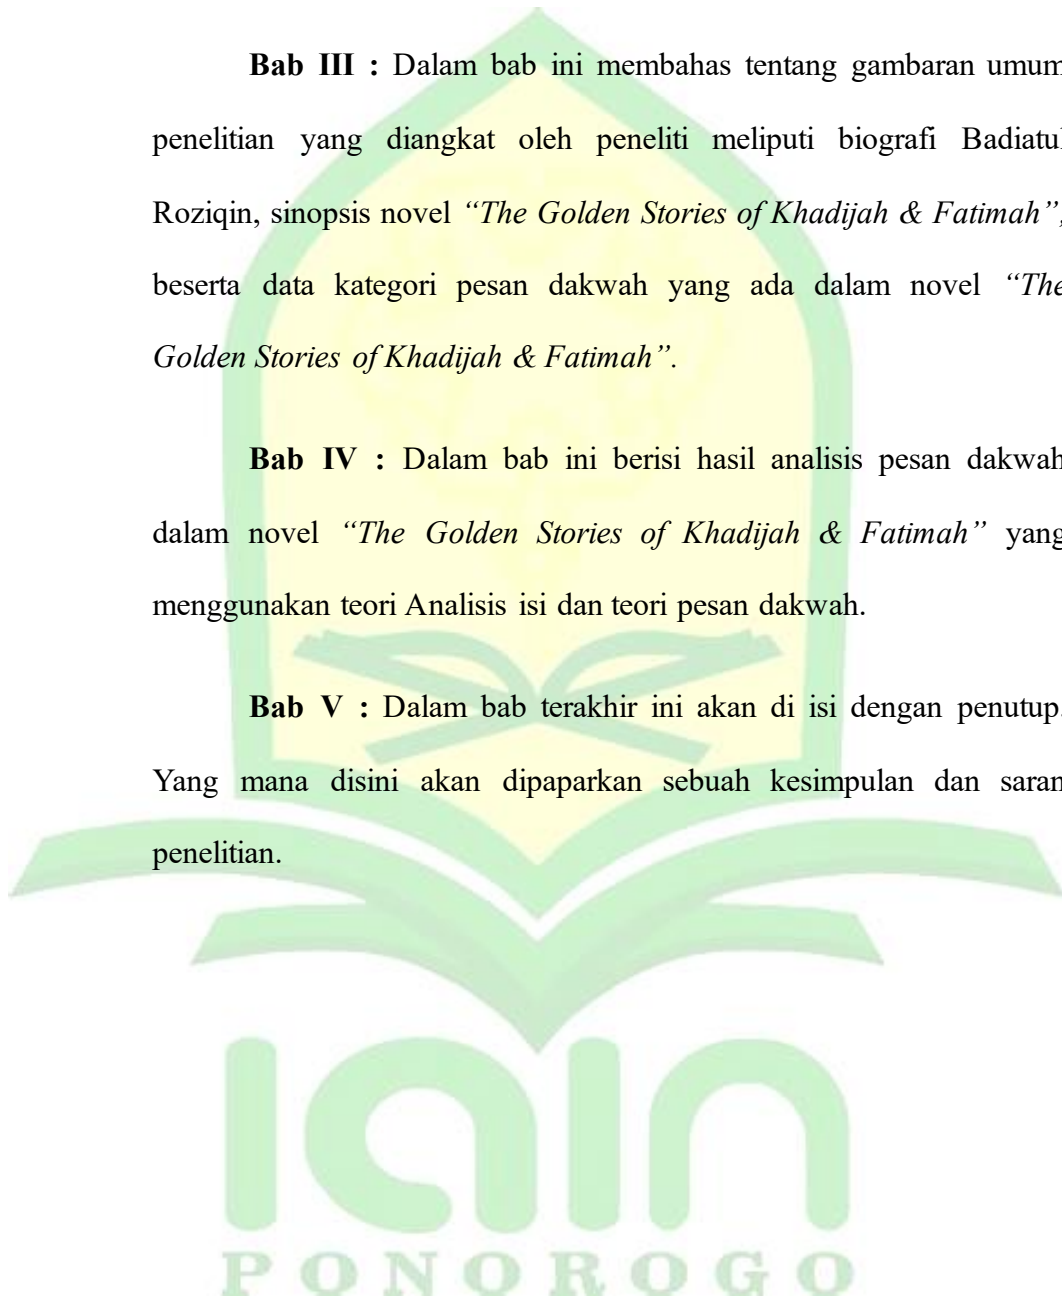 Bab III : Dalam bab ini membahas tentang gambaran umum
penelitian yang diangkat oleh peneliti meliputi biografi Badiatul
Roziqin, sinopsis novel “The Golden Stories of Khadijah & Fatimah”,
beserta data kategori pesan dakwah yang ada dalam novel “The
Golden Stories of Khadijah & Fatimah”.
Bab IV : Dalam bab ini berisi hasil analisis pesan dakwah
dalam novel “The Golden Stories of Khadijah & Fatimah” yang
menggunakan teori Analisis isi dan teori pesan dakwah.
Bab V : Dalam bab terakhir ini akan di isi dengan penutup.
Yang mana disini akan dipaparkan sebuah kesimpulan dan saran
penelitian.
iain
PONOROGO